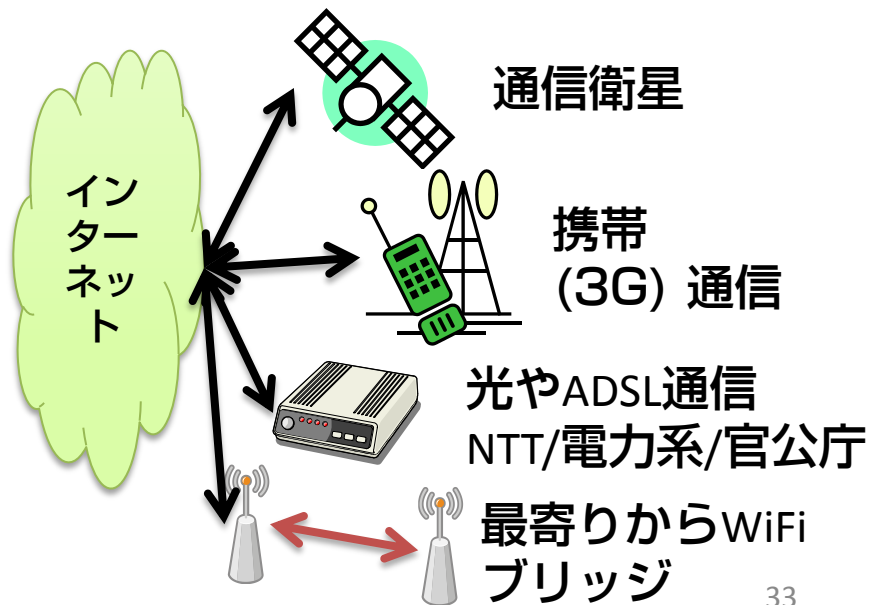 イン
ター
ネッ
ト
通信衛星
携帯
(3G) 通信
光やADSL通信
NTT/電力系/官公庁
最寄りからWiFi
ブリッジ
33